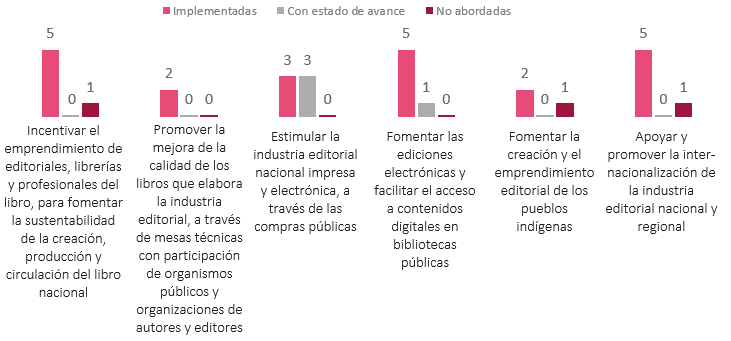 Implementadas Con estado de avance No abordadas
5 0 1
2 0 0
3 3 0
5 1 0
2 0 1
5 0 1
Incentivar el
emprendimiento de
editoriales, librerías
y profesionales del
libro, para fomentar
la sustentabilidad
de la creación,
producción y
circulación del libro
nacional
Promover la
mejora de la
calidad de los
libros que elabora
la industria
editorial, a través
de mesas técnicas
con participación
de organismos
públicos y
organizaciones de
autores y editores
Estimular la
industria editorial
nacional impresa
y electrónica, a
través de las
compras públicas
Fomentar las
ediciones
electrónicas y
facilitar el acceso
a contenidos
digitales en
bibliotecas
públicas
Fomentar la
creación y el
emprendimiento
editorial de los
pueblos
indígenas
Apoyar y
promover la inter-
nacionalización de
la industria
editorial nacional y
regional